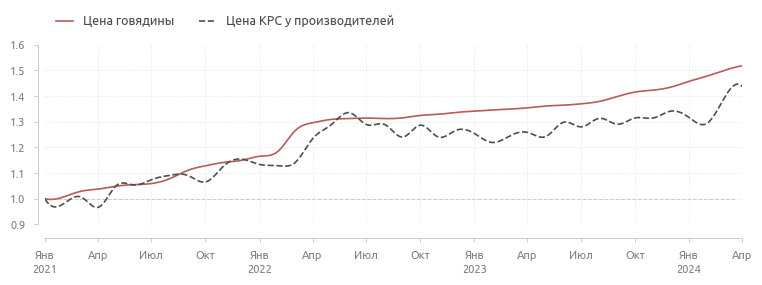 Цена говядины Цена КРС у производителей
1.6
1.5
1.4
1.3
1.2
1.1
1.0
0.9
Янв Апр Июл Окт Янв Апр Июл Окт Янв Апр Июл Окт Янв Апр
2021 2022 2023 2024